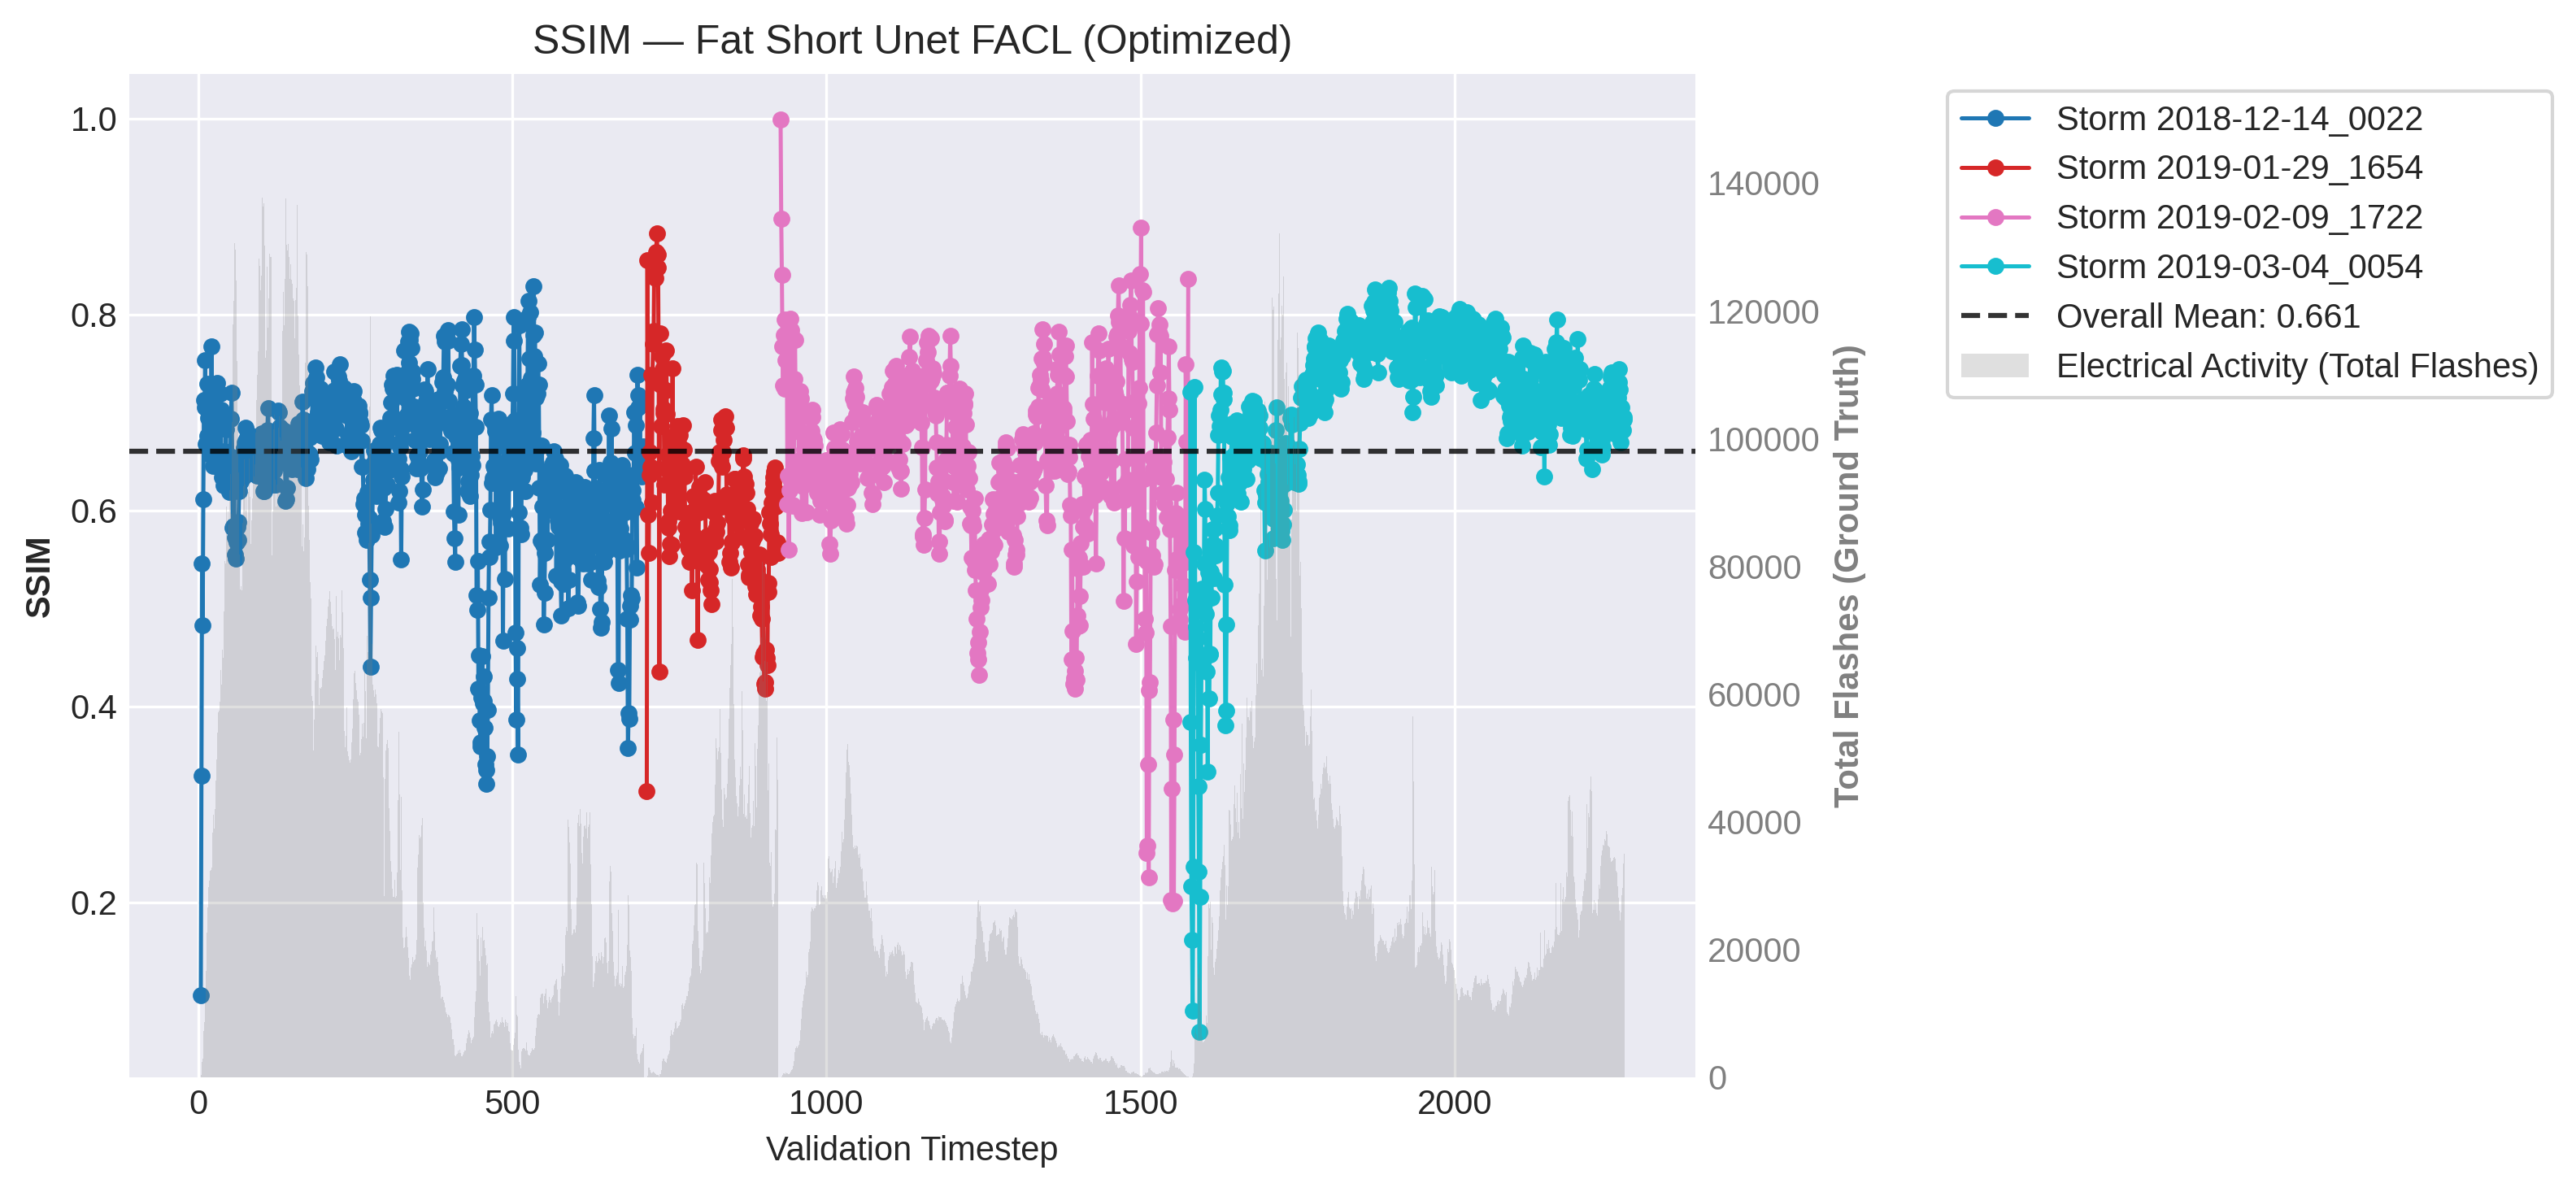 SSIM — Fat Short Unet FACL (Optimized)
1.0
0.8
0.6
0.4
0.2
SSIM
0
500
1000
1500
2000
Validation Timestep
140000
120000
100000
80000
60000
40000
20000
0
Total Flashes (Ground Truth)
Storm 2018-12-14_0022
Storm 2019-01-29_1654
Storm 2019-02-09_1722
Storm 2019-03-04_0054
Overall Mean: 0.661
Electrical Activity (Total Flashes)